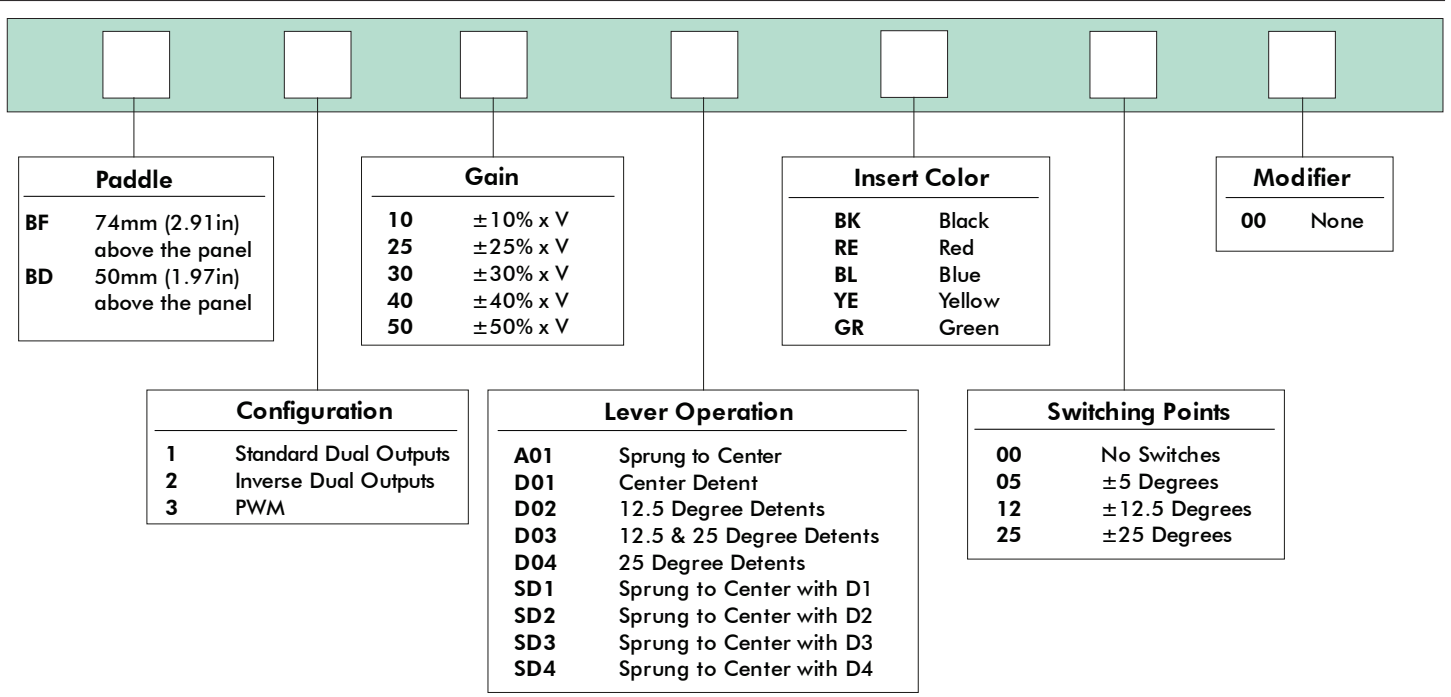 Paddle
BF 74mm (2.91in)
above the panel
BD 50mm (1.97in)
above the panel
Gain
10 ±10% x V
25 ±25% x V
30 ±30% x V
40 ±40% x V
50 ±50% x V
Insert Color
BK Black
RE Red
BL Blue
YE Yellow
GR Green
Modifier
00 None
Configuration
1 Standard Dual Outputs
2 Inverse Dual Outputs
3 PWM
Lever Operation
A01 Sprung to Center
D01 Center Detent
D02 12.5 Degree Detents
D03 12.5 & 25 Degree Detents
D04 25 Degree Detents
SD1 Sprung to Center with D1
SD2 Sprung to Center with D2
SD3 Sprung to Center with D3
SD4 Sprung to Center with D4
Switching Points
00 No Switches
05 ±5 Degrees
12 ±12.5 Degrees
25 ±25 Degrees